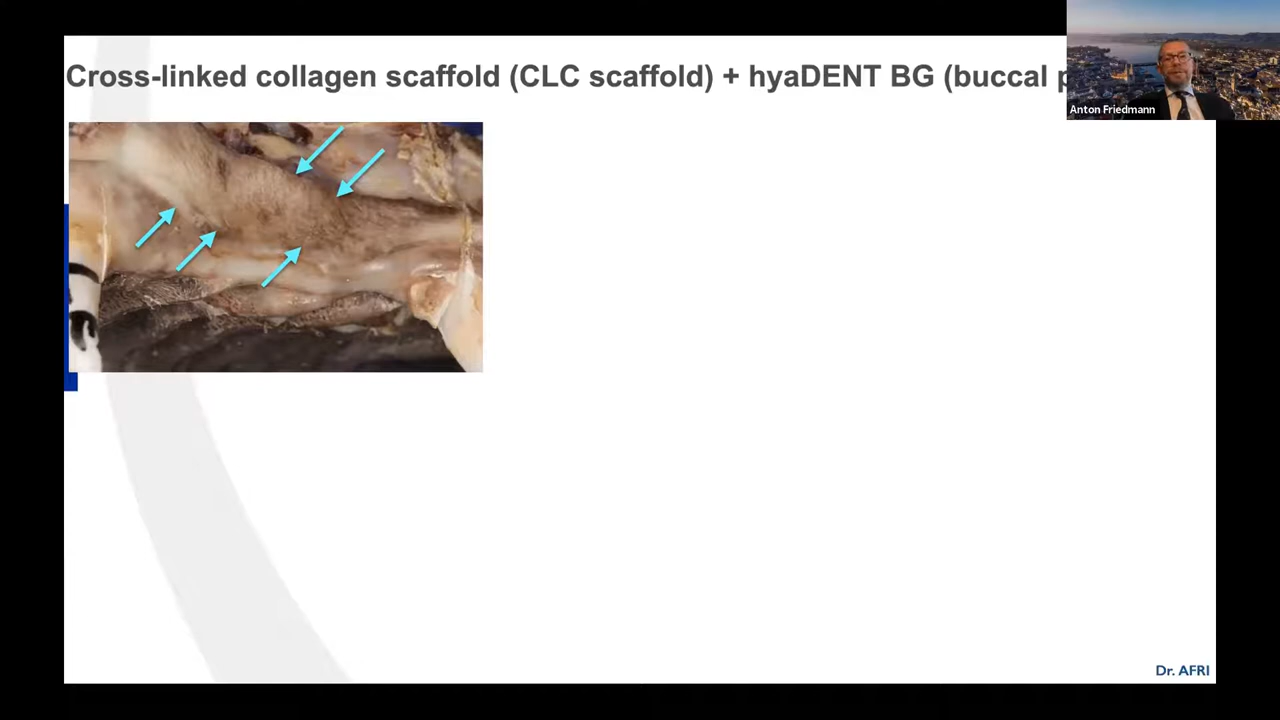 Cross-linked collagen scaffold (CLC scaffold) + hyaDENT BG (buccal
Anton Friedmann
Dr. AFRI